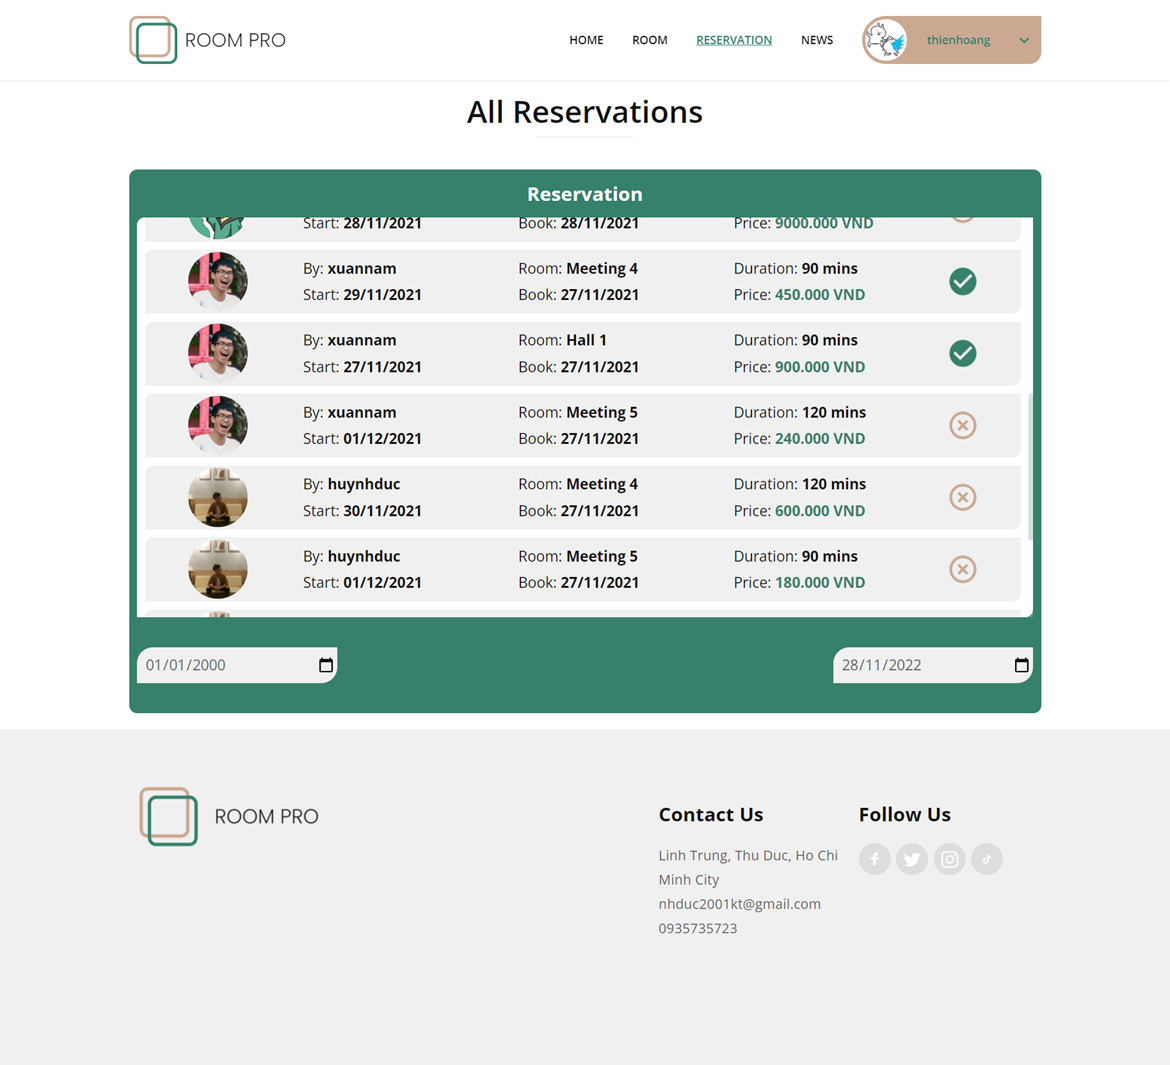 ROOM PRO
HOME
ROOM
RESERVATION
NEWS
thienhoang
All Reservations
Reservation
Start: 28/11/2021
Book: 28/11/2021
Price: 9000.000 VND
By: xuannam
Room: Meeting 4
Duration: 90 mins
Start: 29/11/2021
Book: 27/11/2021
Price: 450.000 VND
By: xuannam
Room: Hall 1
Duration: 90 mins
Start: 27/11/2021
Book: 27/11/2021
Price: 900.000 VND
By: xuannam
Room: Meeting 5
Duration: 120 mins
Start: 01/12/2021
Book: 27/11/2021
Price: 240.000 VND
By: huynhduc
Room: Meeting 4
Duration: 120 mins
Start: 30/11/2021
Book: 27/11/2021
Price: 600.000 VND
By: huynhduc
Room: Meeting 5
Duration: 90 mins
Start: 01/12/2021
Book: 27/11/2021
Price: 180.000 VND
01/01/2000
28/11/2022
ROOM PRO
Contact Us
Linh Trung, Thu Duc, Ho Chi
Minh City
nhduc2001kt@gmail.com
0935735723
Follow Us